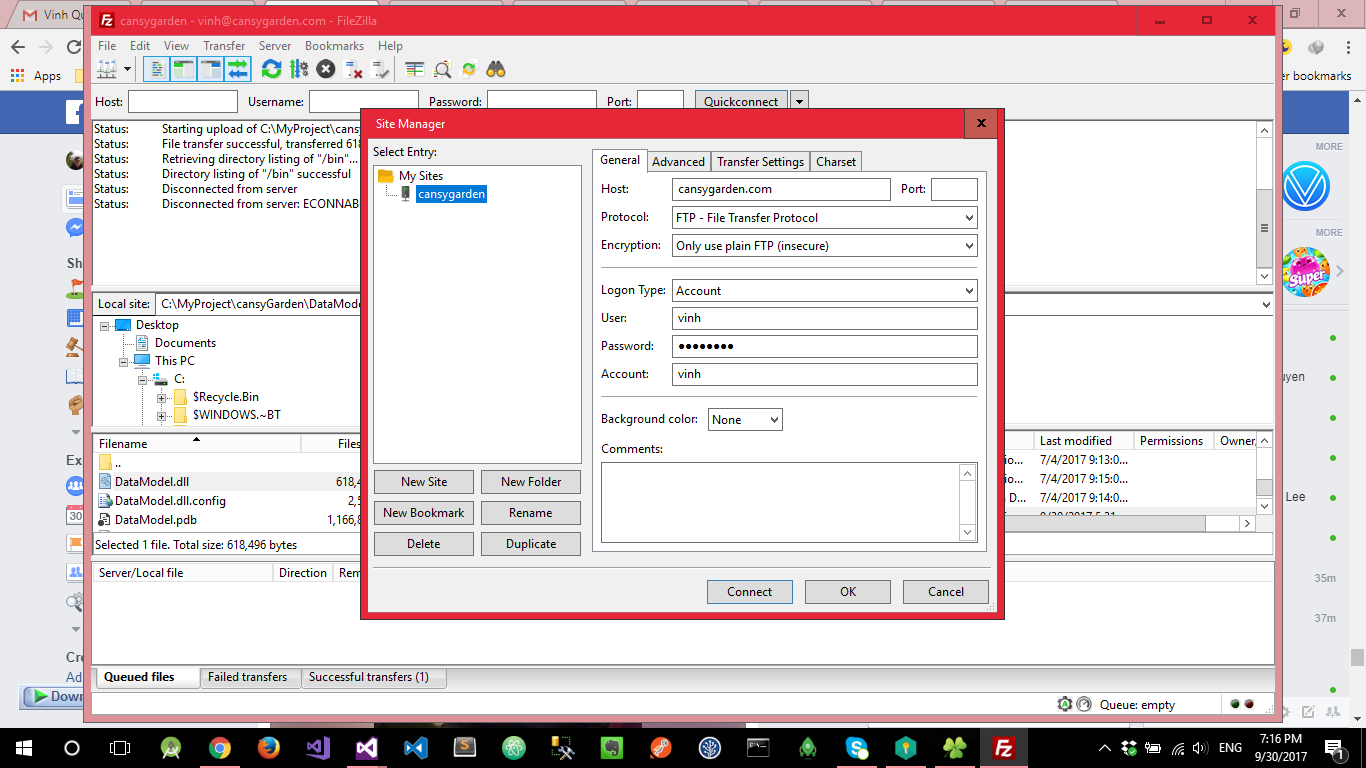 Vinh Qu
cansygarden - vinh@cansygarden.com - FileZilla
File Edit View Transfer Server Bookmarks Help
Apps
er bookmarks
Host: Username: Password: Port: Quickconnect
Status: Starting upload of C:\MyProject\cansy
Status: File transfer successful, transferred 618
Status: Retrieving directory listing of "/bin"...
Status: Directory listing of "/bin" successful
Status: Disconnected from server
Status: Disconnected from server: ECONNAB
Site Manager
Select Entry:
My Sites
cansygarden
New Site New Folder
New Bookmark Rename
Delete Duplicate
General Advanced Transfer Settings Charset
Host: cansygarden.com Port:
Protocol: FTP - File Transfer Protocol
Encryption: Only use plain FTP (insecure)
Logon Type: Account
User: vinh
Password: ●●●●●●●●
Account: vinh
Background color: None
Comments:
Connect OK Cancel
Local site: C:\MyProject\cansyGarden\DataMode
Desktop
Documents
This PC
C:
$Recycle.Bin
$WINDOWS.~BT
Filename Files
..
DataModel.dll 618,4
DataModel.dll.config 2,5
DataModel.pdb 1,166,8
Selected 1 file. Total size: 618,496 bytes
Last modified Permissions Owner
io... 7/4/2017 9:13:0...
io... 7/4/2017 9:15:0...
n D... 7/4/2017 9:14:0...
Server/Local file Direction Rem
Queued files Failed transfers Successful transfers (1)
Queue: empty
Sh
Ex
30
Cre
Ad
Down
MORE
MORE
uyen
Lee
35m
37m
ENG
7:16 PM
9/30/2017
1